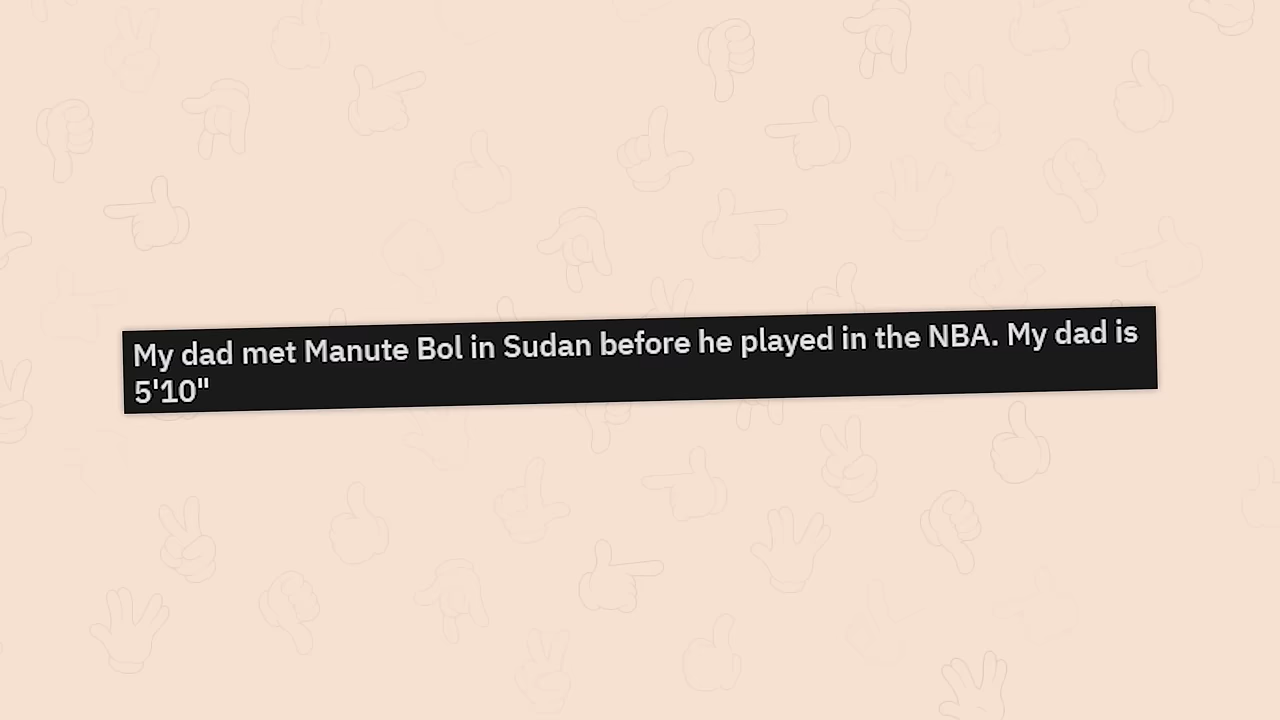 My dad met Manute Bol in Sudan before he played in the NBA. My dad is
5'10"